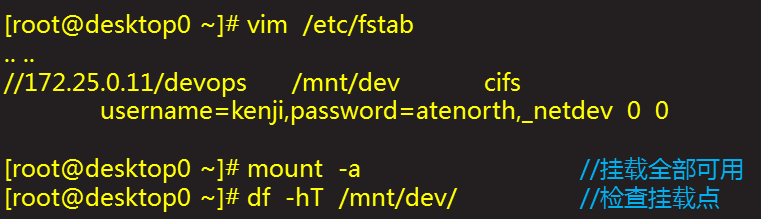 [root@desktop0 ~]# vim /etc/fstab
.. ..
//172.25.0.11/devops /mnt/dev cifs
username=kenji,password=atenorth,_netdev 0 0
[root@desktop0 ~]# mount -a //挂载全部可用
[root@desktop0 ~]# df -hT /mnt/dev/ //检查挂载点